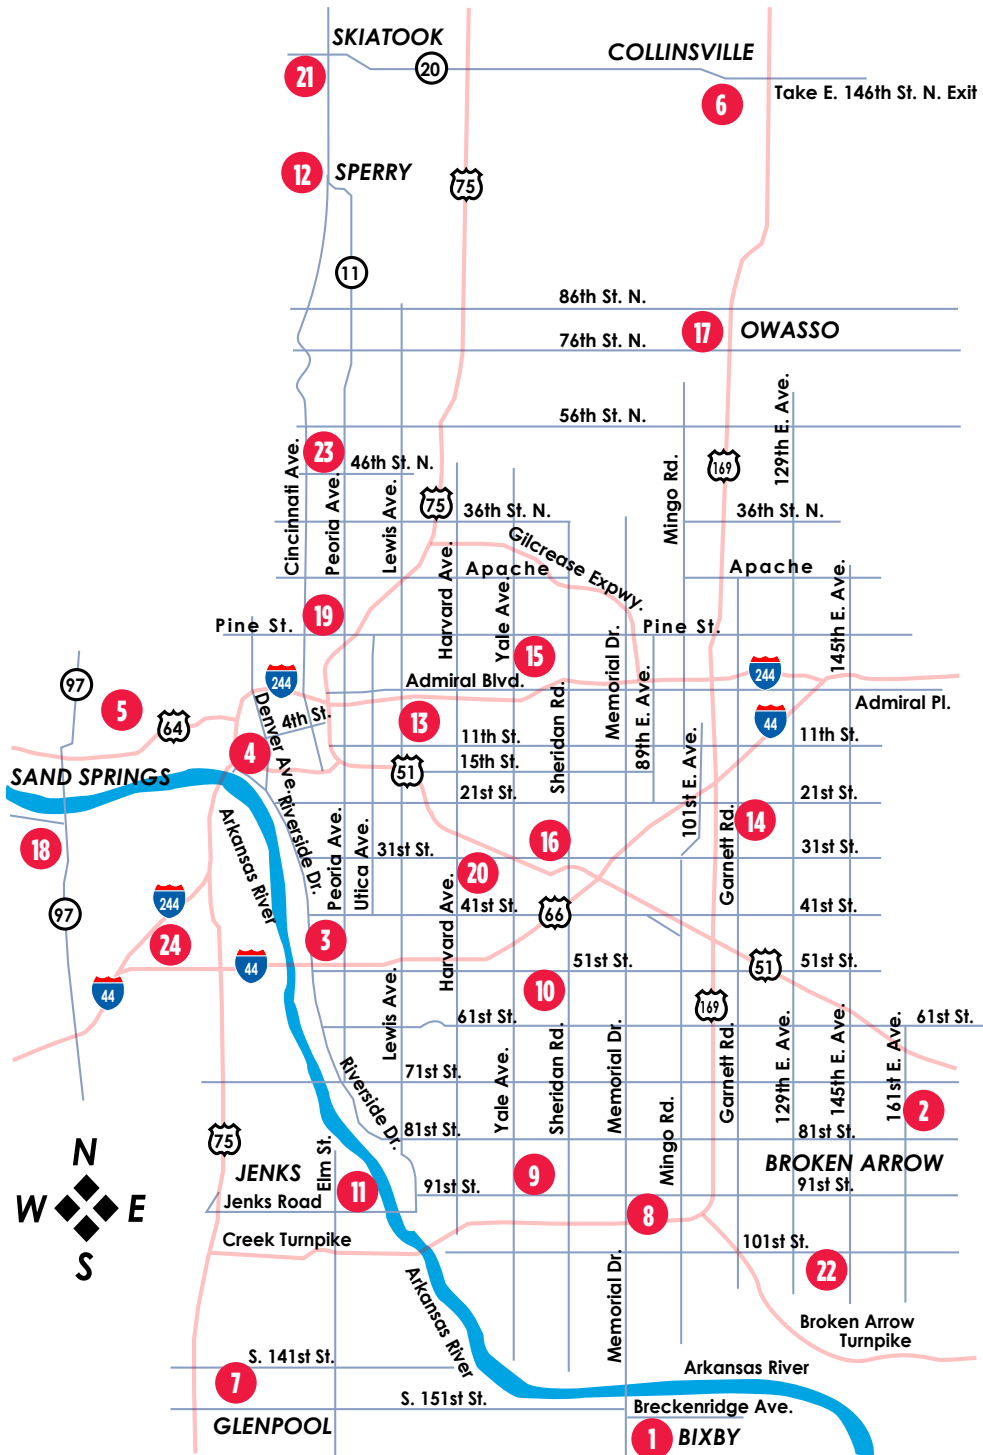 SKIATOOK
COLLINSVILLE
20
21
Take E. 146th St. N. Exit
6
12
SPERRY
75
11
86th St. N.
17
OWASSO
76th St. N.
56th St. N.
129th E. Ave.
Cincinnati Ave.
23
46th St. N.
Peoria Ave.
Lewis Ave.
Mingo Rd.
169
75
36th St. N.
36th St. N.
Gilcrease Expwy.
Harvard Ave.
Apache
Apache
Yale Ave.
145th E. Ave.
19
Pine St.
Pine St.
Memorial Dr.
15
97
244
Admiral Blvd.
244
Admiral Pl.
5
64
Denver Ave.
4th St.
13
Sheridan Rd.
89th E. Ave.
44
11th St.
11th St.
4
15th St.
51
101st E. Ave.
SAND SPRINGS
21st St.
21st St.
Arkansas River
Riverside Dr.
Peoria Ave.
Utica Ave.
18
31st St.
16
14
31st St.
Garnett Rd.
20
97
244
Harvard Ave.
41st St.
66
41st St.
3
24
44
44
51st St.
51
51st St.
10
Lewis Ave.
61st St.
169
61st St.
Riverside Dr.
Yale Ave.
Sheridan Rd.
Memorial Dr.
Garnett Rd.
129th E. Ave.
145th E. Ave.
161st E. Ave.
71st St.
Mingo Rd.
2
75
81st St.
81st St.
N
W E
S
JENKS
Elm St.
11
Jenks Road
91st St.
9
BROKEN ARROW
91st St.
8
Creek Turnpike
101st St.
22
Arkansas River
Memorial Dr.
Broken Arrow
Turnpike
S. 141st St.
7
Arkansas River
S. 151st St.
Breckenridge Ave.
GLENPOOL
1
BIXBY